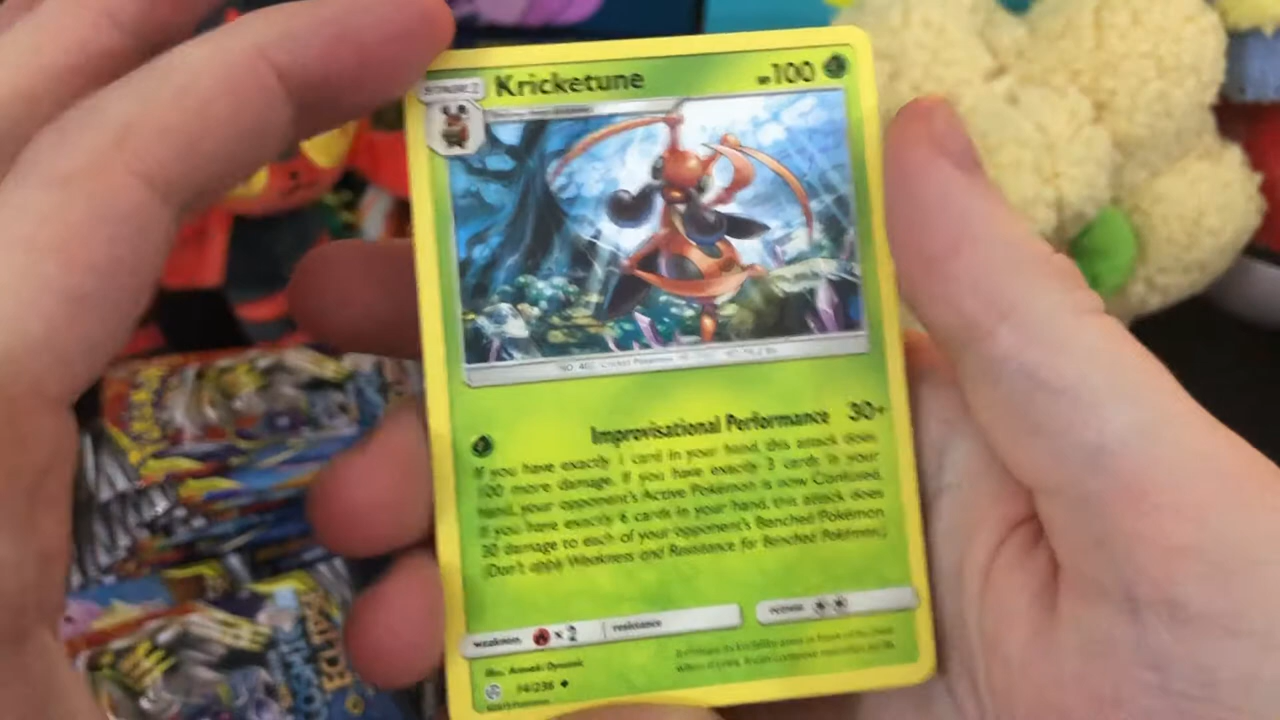 Kricketune
HP100
Improvisational Performance 30+
If you have exactly 1 card in your hand, this attack does
100 more damage. If you have exactly 3 cards in your
hand, your opponent's Active Pokémon is now Confused.
If you have exactly 6 cards in your hand, this attack does
30 damage to each of your opponent's Benched Pokémon.
(Don't apply Weakness and Resistance for Benched Pokémon.)
weakness ×2 resistance
retreat
14/236
POKÉMON
COSMIC
ECLIPSE